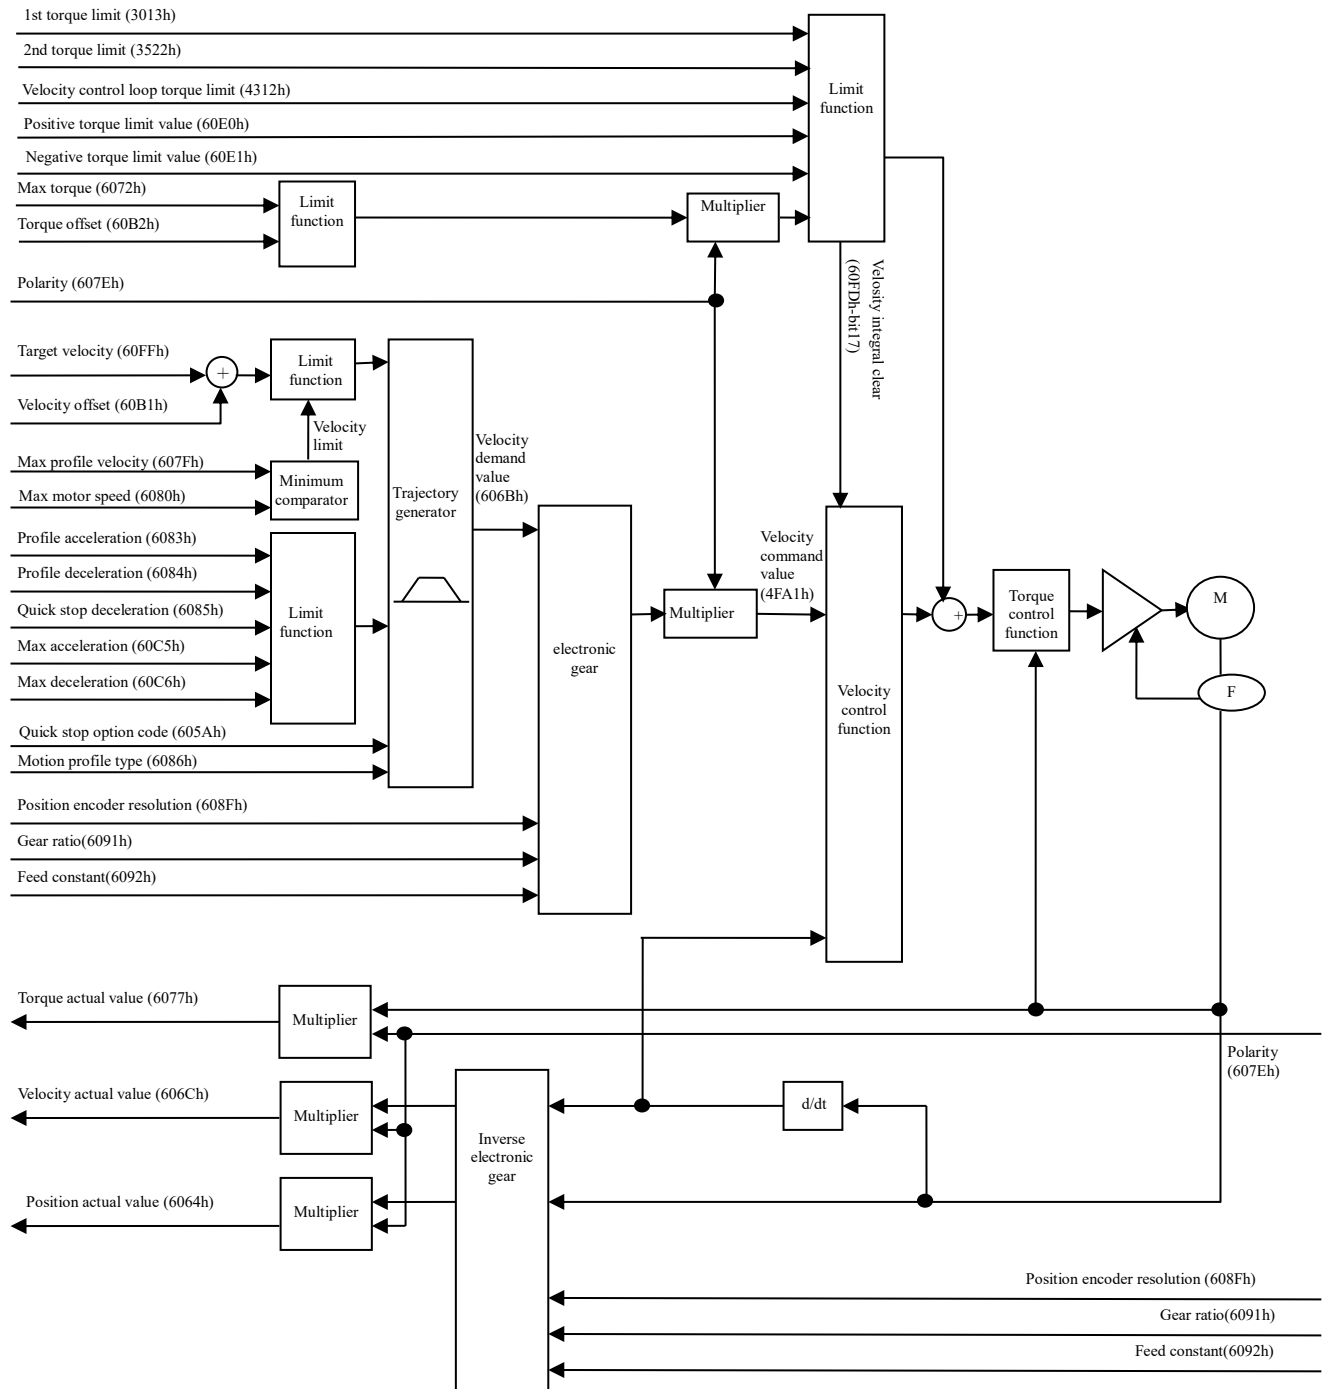 1st torque limit (3013h)
2nd torque limit (3522h)
Velocity control loop torque limit (4312h)
Positive torque limit value (60E0h)
Negative torque limit value (60E1h)
Limit
function
Max torque (6072h)
Torque offset (60B2h)
Limit
function
Multiplier
Polarity (607Eh)
Velosity integral clear
(60FDh-bit17)
Target velocity (60FFh)
+
Velocity offset (60B1h)
Limit
function
Velocity
limit
Max profile velocity (607Fh)
Max motor speed (6080h)
Minimum
comparator
Profile acceleration (6083h)
Profile deceleration (6084h)
Quick stop deceleration (6085h)
Max acceleration (60C5h)
Max deceleration (60C6h)
Limit
function
Quick stop option code (605Ah)
Motion profile type (6086h)
Trajectory
generator
Velocity
demand
value
(606Bh)
Position encoder resolution (608Fh)
Gear ratio(6091h)
Feed constant(6092h)
electronic
gear
Multiplier
Velocity
command
value
(4FA1h)
Velocity
control
function
+
Torque
control
function
M
F
Torque actual value (6077h)
Multiplier
Polarity
(607Eh)
Velocity actual value (606Ch)
Multiplier
Inverse
electronic
gear
d/dt
Position actual value (6064h)
Multiplier
Position encoder resolution (608Fh)
Gear ratio(6091h)
Feed constant(6092h)